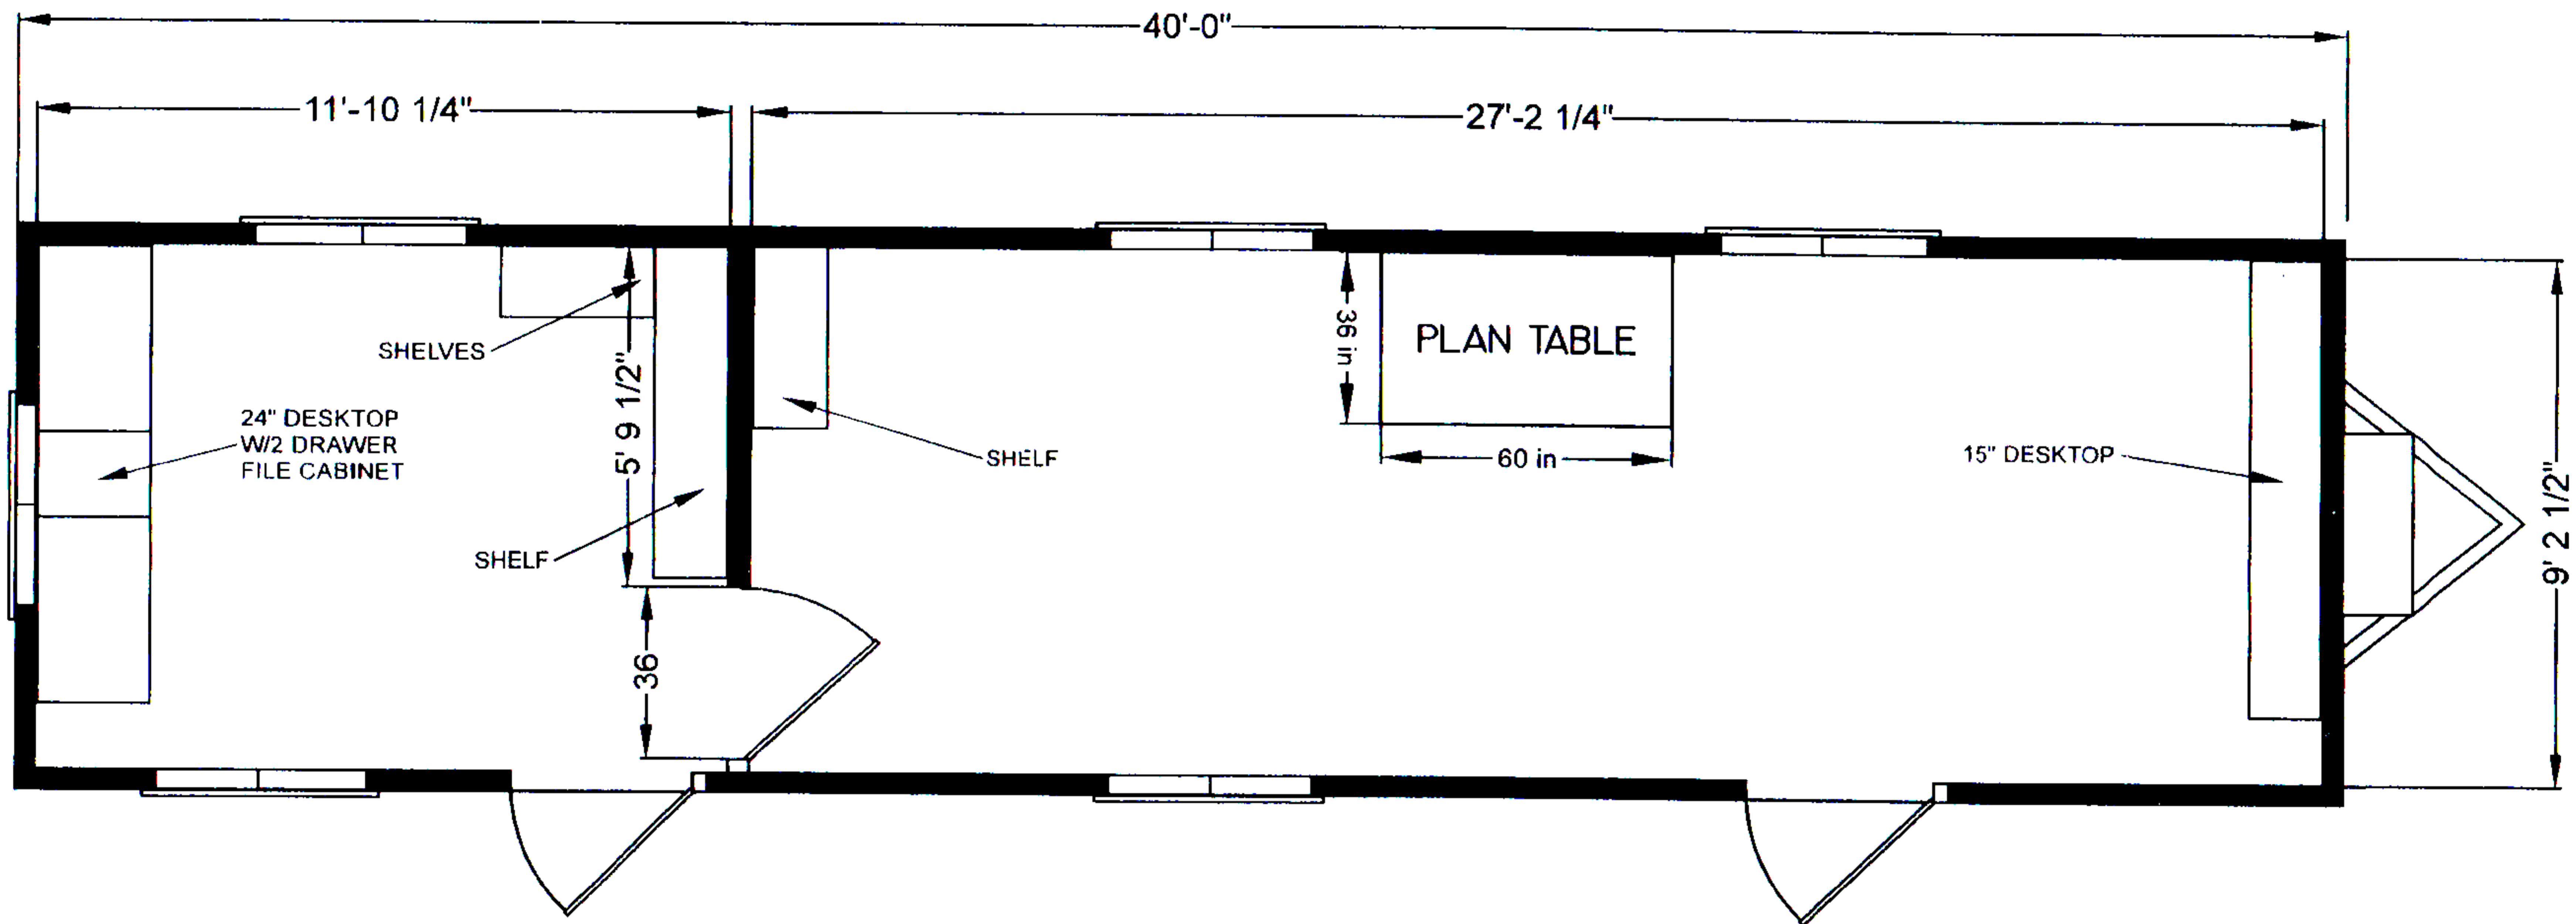 40'-0"
11'-10 1/4"
27'-2 1/4"
SHELVES
5' 9 1/2"
36 in
PLAN TABLE
60 in
24" DESKTOP
W/2 DRAWER
FILE CABINET
SHELF
15" DESKTOP
9' 2 1/2"
SHELF
36